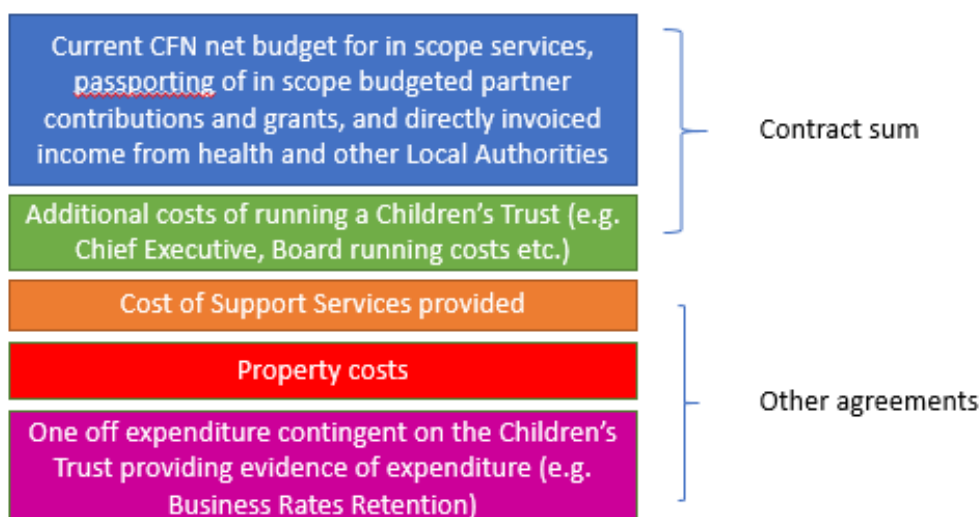 Current CFN net budget for in scope services,
passporting of in scope budgeted partner
contributions and grants, and directly invoiced
income from health and other Local Authorities
Contract sum
Additional costs of running a Children's Trust (e.g.
Chief Executive, Board running costs etc.)
Cost of Support Services provided
Property costs
Other agreements
One off expenditure contingent on the Children's
Trust providing evidence of expenditure (e.g.
Business Rates Retention)